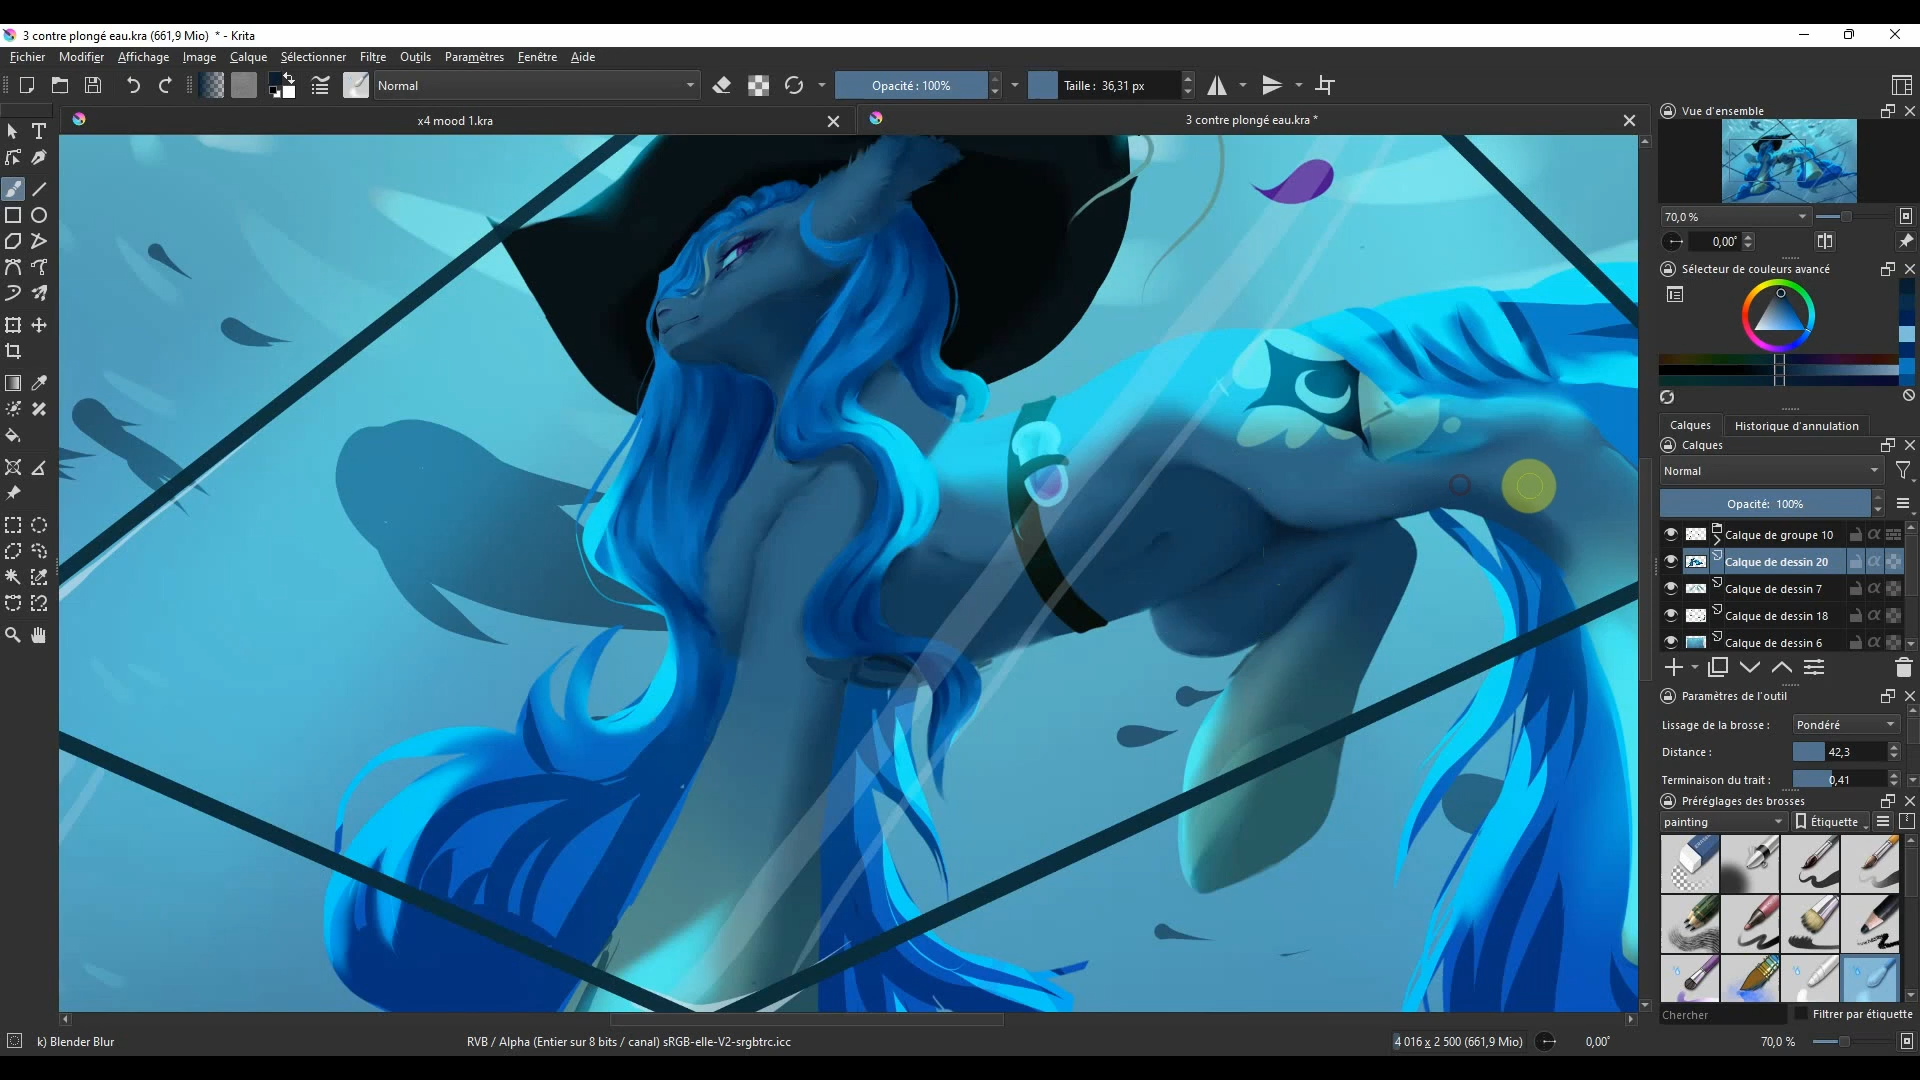 3 contre plongé eau.kra (661,9 Mio) * - Krita
Fichier Modifier Affichage Image Calque Sélectionner Filtre Outils Paramètres Fenêtre Aide
Normal Opacité : 100% Taille : 36,31 px
x4 mood 1.kra 3 contre plongé eau.kra *
Vue d'ensemble
70,0 %
0,00°
Sélecteur de couleurs avancé
Calques Historique d'annulation
Calques
Normal
Opacité: 100%
Calque de groupe 10
Calque de dessin 20
Calque de dessin 7
Calque de dessin 18
Calque de dessin 6
Paramètres de l'outil
Lissage de la brosse : Pondéré
Distance : 42,3
Terminaison du trait : 0,41
Préréglages des brosses
painting Étiquette
Chercher Filtrer par étiquette
k) Blender Blur RVB / Alpha (Entier sur 8 bits / canal) sRGB-elle-V2-srgbtrc.icc 4 016 x 2 500 (661,9 Mio) 0,00° 70,0 %